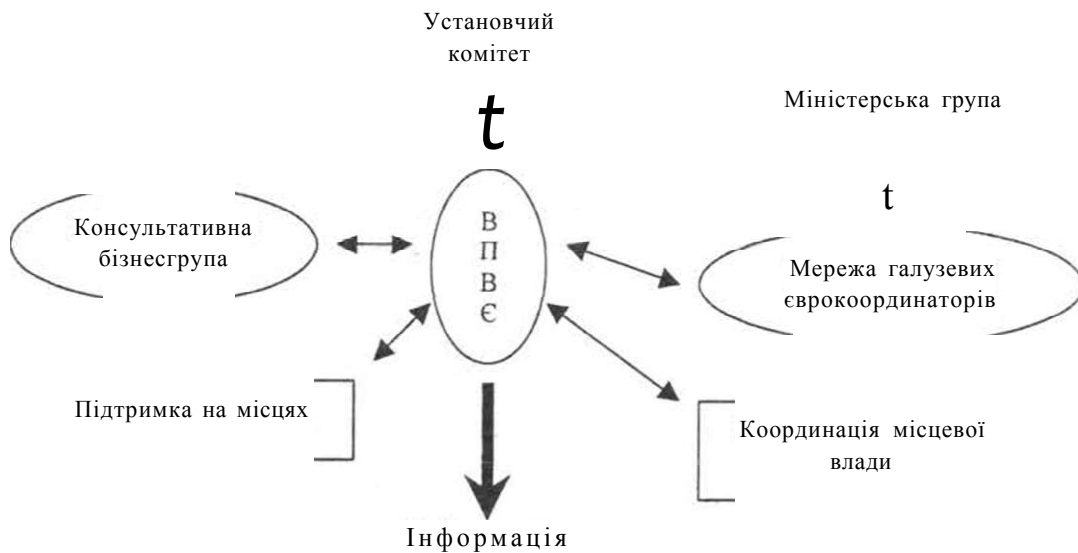 Установчий
комітет
t
Міністерська група
t
Консультативна
бізнесгрупа
В
П
В
Є
Мережа галузевих
єврокоординаторів
Підтримка на місцях
Координація місцевої
влади
Інформація